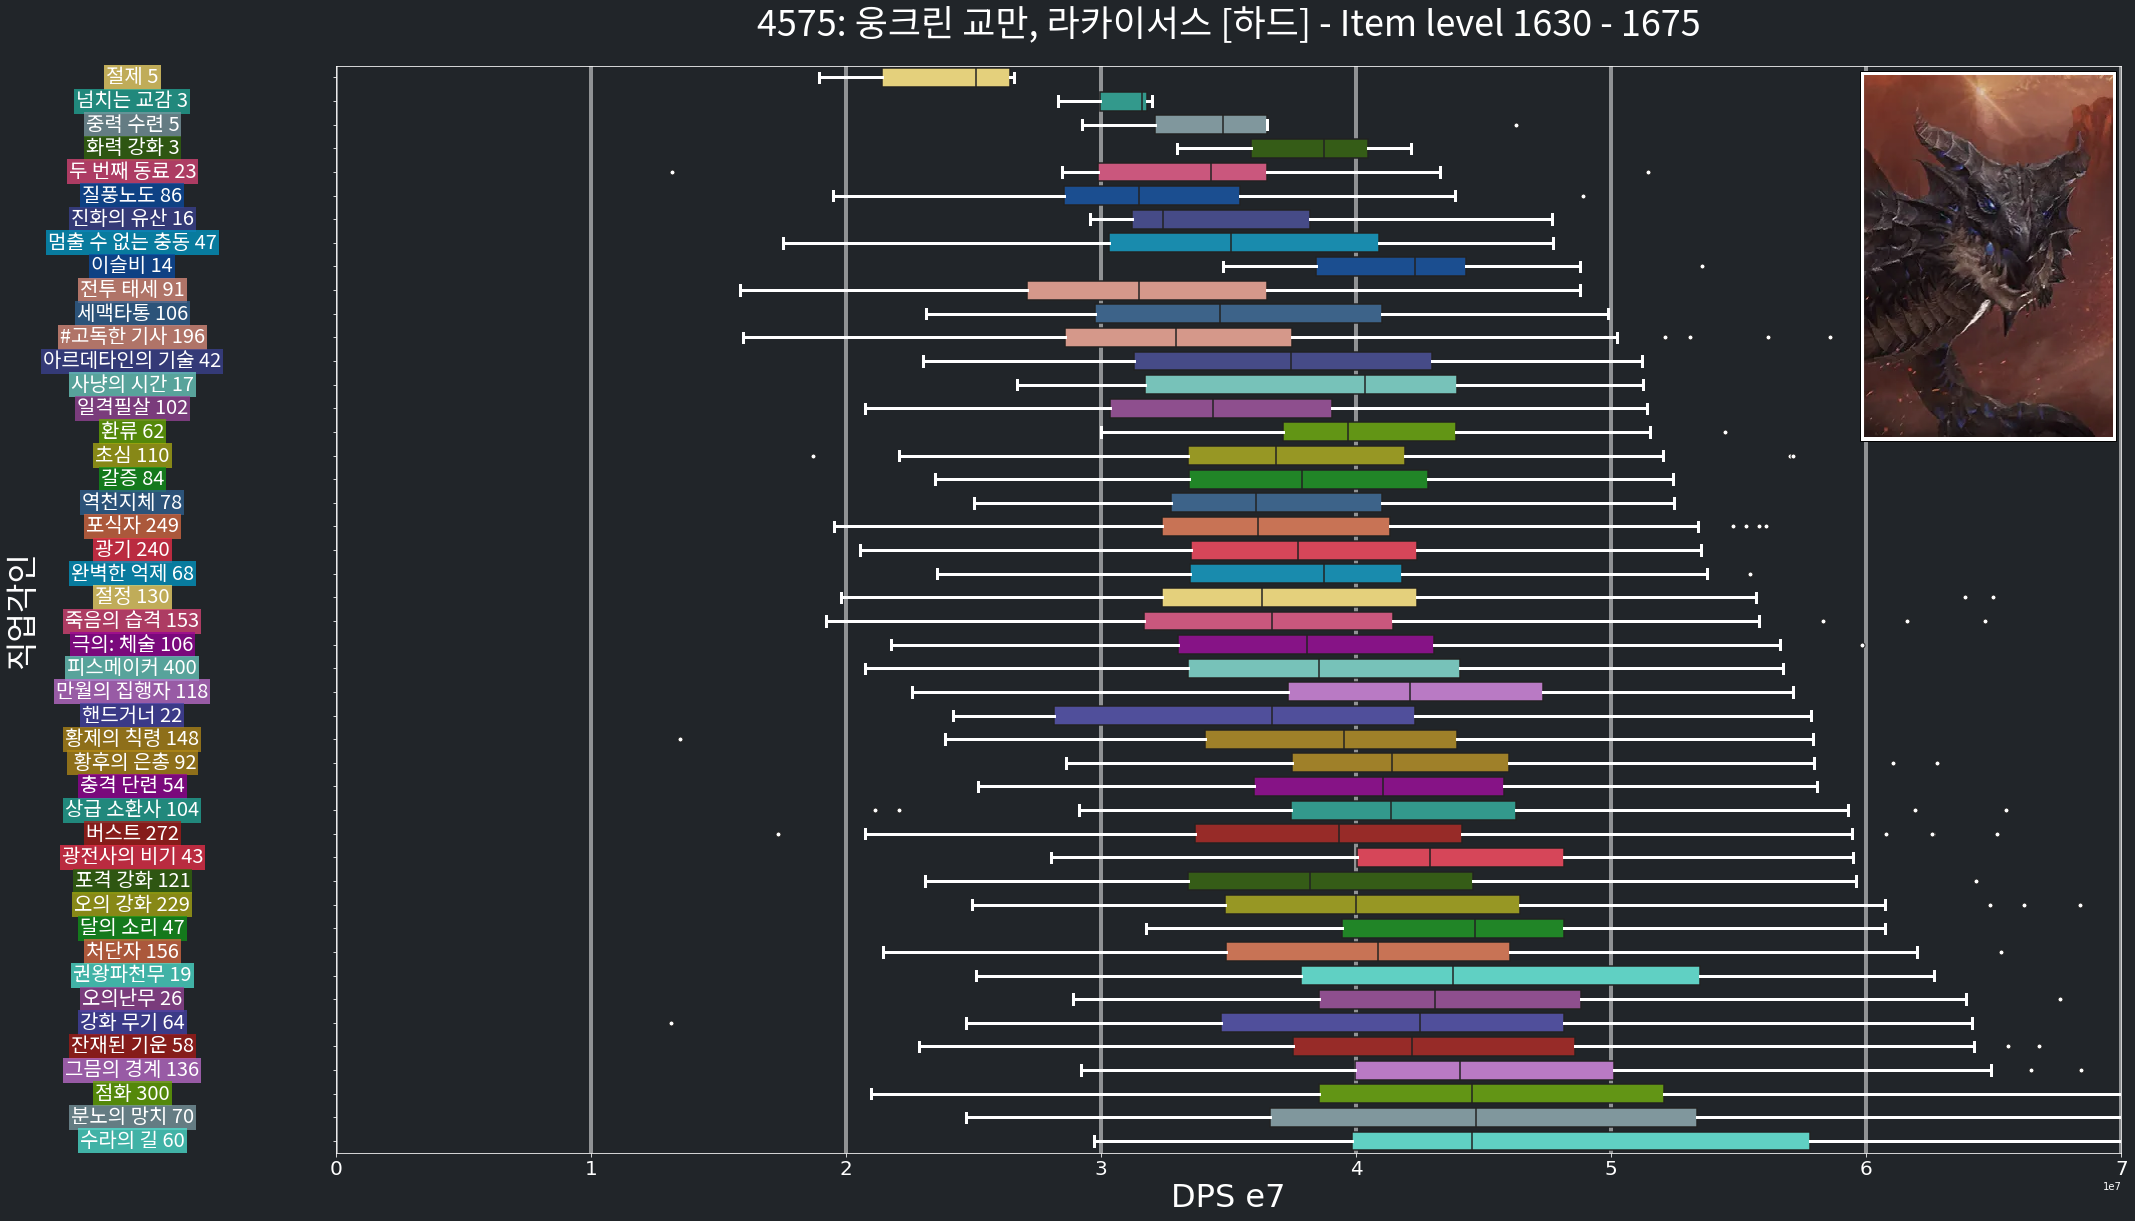 4575: 웅크린 교만, 라카이서스 [하드] - Item level 1630 - 1675
절제 5
넘치는 교감 3
중력 수련 5
화력 강화 3
두 번째 동료 23
질풍노도 86
진화의 유산 16
멈출 수 없는 충동 47
이슬비 14
전투 태세 91
세맥타통 106
#고독한 기사 196
아르데타인의 기술 42
사냥의 시간 17
일격필살 102
환류 62
초심 110
갈증 84
역천지체 78
포식자 249
광기 240
완벽한 억제 68
절정 130
죽음의 습격 153
극의: 체술 106
피스메이커 400
만월의 집행자 118
핸드거너 22
황제의 칙령 148
황후의 은총 92
충격 단련 54
상급 소환사 104
버스트 272
광전사의 비기 43
포격 강화 121
오의 강화 229
달의 소리 47
처단자 156
권왕파천무 19
오의난무 26
강화 무기 64
잔재된 기운 58
그믐의 경계 136
점화 300
분노의 망치 70
수라의 길 60
직업각인
0 1 2 3 4 5 6 7
1e7
DPS e7